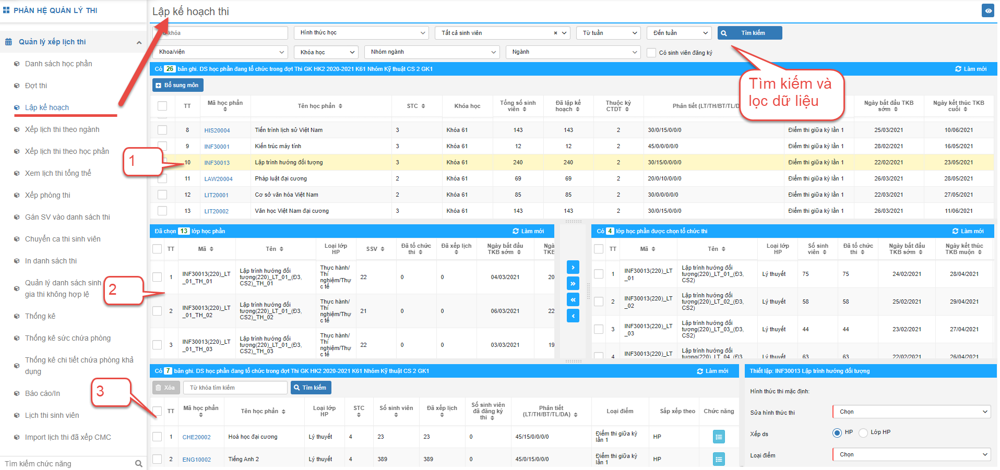 PHÂN HỆ QUẢN LÝ THI
Quản lý xếp lịch thi
Danh sách học phần
Đợt thi
Lập kế hoạch
Xếp lịch thi theo ngành
Xếp lịch thi theo học phần
Xem lịch thi tổng thể
Xếp phòng thi
Gán SV vào danh sách thi
Chuyển ca thi sinh viên
In danh sách thi
Quản lý danh sách sinh
gia thi không hợp lệ
Thống kê
Thống kê sức chứa phòng
Thống kê chi tiết chứa phòng khả
dụng
Báo cáo/In
Lịch thi sinh viên
Import lịch thi đã xếp CMC
Tìm kiếm chức năng
1
2
3
Lập kế hoạch thi
khóa Hình thức học Tất cả sinh viên × Từ tuần Đến tuần Tìm kiếm
Khoa/viện Khóa học Nhóm ngành Ngành Có sinh viên đăng ký
Tìm kiếm và
lọc dữ liệu
Có 26 bản ghi. DS học phần đang tổ chức trong đợt Thi GK HK2 2020-2021 K61 Nhóm Kỹ thuật CS 2 GK1 Làm mới
Bổ sung môn
TT Mã học phần Tên học phần STC Khóa học Tổng số sinh viên Đã lập kế hoạch Thuộc kỳ CTDT Phân tiết (LT/TH/BT/TL/D Ngày bắt đầu TKB sớm Ngày kết thúc TKB cuối
8 HIS20004 Tiến trình lịch sử Việt Nam 3 Khóa 61 143 143 2 30/0/15/0/0/0 Điểm thi giữa kỳ lần 1 25/03/2021 10/06/2021
9 INF30001 Kiến trúc máy tính 3 Khóa 61 12 12 2 45/0/0/0/0/0 Điểm thi giữa kỳ lần 1 28/02/2021 16/05/2021
10 INF30013 Lập trình hướng đối tượng 3 Khóa 61 240 240 2 30/15/0/0/0/0 Điểm thi giữa kỳ lần 1 22/02/2021 23/05/2021
11 LAW20004 Pháp luật đại cương 2 Khóa 61 69 69 2 20/0/10/0/0/0 Điểm thi giữa kỳ lần 1 26/03/2021 28/05/2021
12 LIT20001 Cơ sở văn hóa Việt Nam 2 Khóa 61 85 85 2 30/0/0/0/0/0 Điểm thi giữa kỳ lần 1 22/03/2021 27/05/2021
13 LIT20002 Văn học Việt Nam đại cương 3 Khóa 61 143 143 2 30/0/15/0/0/0 Điểm thi giữa kỳ lần 1 26/03/2021 11/06/2021
Đã chọn 13 lớp học phần Làm mới
TT Mã Tên Loại lớp HP SSV Đã tổ chức thi Đã xếp lịch Ngày bắt đầu TKB sớm Ngà TKB
1 INF30013(220)_LT_01_TH_01 Lập trình hướng đối tượng(220)_LT_01_(Đ3, CS2)_TH_01 Thực hành/Thí nghiệm/Thực tế 22 0 0 04/03/2021 20
2 INF30013(220)_LT_01_TH_02 Lập trình hướng đối tượng(220)_LT_01_(Đ3, CS2)_TH_02 Thực hành/Thí nghiệm/Thực tế 21 0 0 06/03/2021 22
3 INF30013(220)_LT_01_TH_03 Lập trình hướng đối tượng(220)_LT_01_(Đ3, CS2)_TH_03 Thực hành/Thí nghiệm/Thực tế 22 0 0 03/03/2021 19
Có 4 lớp học phần được chọn tổ chức thi Làm mới
TT Mã Tên Loại lớp HP Số sinh viên Đã tổ chức thi Ngày bắt đầu TKB sớm Ngày kết thúc TKB muộn
1 INF30013(220)_LT_01 Lập trình hướng đối tượng(220)_LT_01_(Đ3, CS2) Lý thuyết 75 75 24/02/2021 28/04/2021
2 INF30013(220)_LT_02 Lập trình hướng đối tượng(220)_LT_02_(Đ3, CS2) Lý thuyết 58 58 25/02/2021 29/04/2021
3 INF30013(220)_LT_03 Lập trình hướng đối tượng(220)_LT_03_(Đ3, CS2) Lý thuyết 44 44 23/02/2021 27/04/2021
4 INF30013(220)_LT Lập trình hướng đối tượng(220)_LT_04_(Đ3 Lý thuyết 63 63 22/02/2021 26/04/2021
Có 7 bản ghi. DS học phần đang tổ chức trong đợt Thi GK HK2 2020-2021 K61 Nhóm Kỹ thuật CS 2 GK1 Làm mới
Xóa Từ khóa tìm kiếm Tìm kiếm
TT Mã học phần Tên học phần Loại lớp HP STC Số sinh viên Đã xếp lịch Số sinh viên đã đăng ký thi Phân tiết (LT/TH/BT/TL/DA) Loại điểm Sắp xếp theo Chức năng
1 CHE20002 Hoá học đại cương Lý thuyết 4 23 23 0 45/15/0/0/0/0 Điểm thi giữa kỳ lần 1 HP
2 ENG10002 Tiếng Anh 2 Lý thuyết 4 389 389 0 45/0/15/0/0/0 Điểm thi giữa kỳ lần 1 HP
Thiết lập: INF30013 Lập trình hướng đối tượng
Hình thức thi mặc định:
Sửa hình thức thi Chọn
Xếp ds HP Lớp HP
Loại điểm Chọn